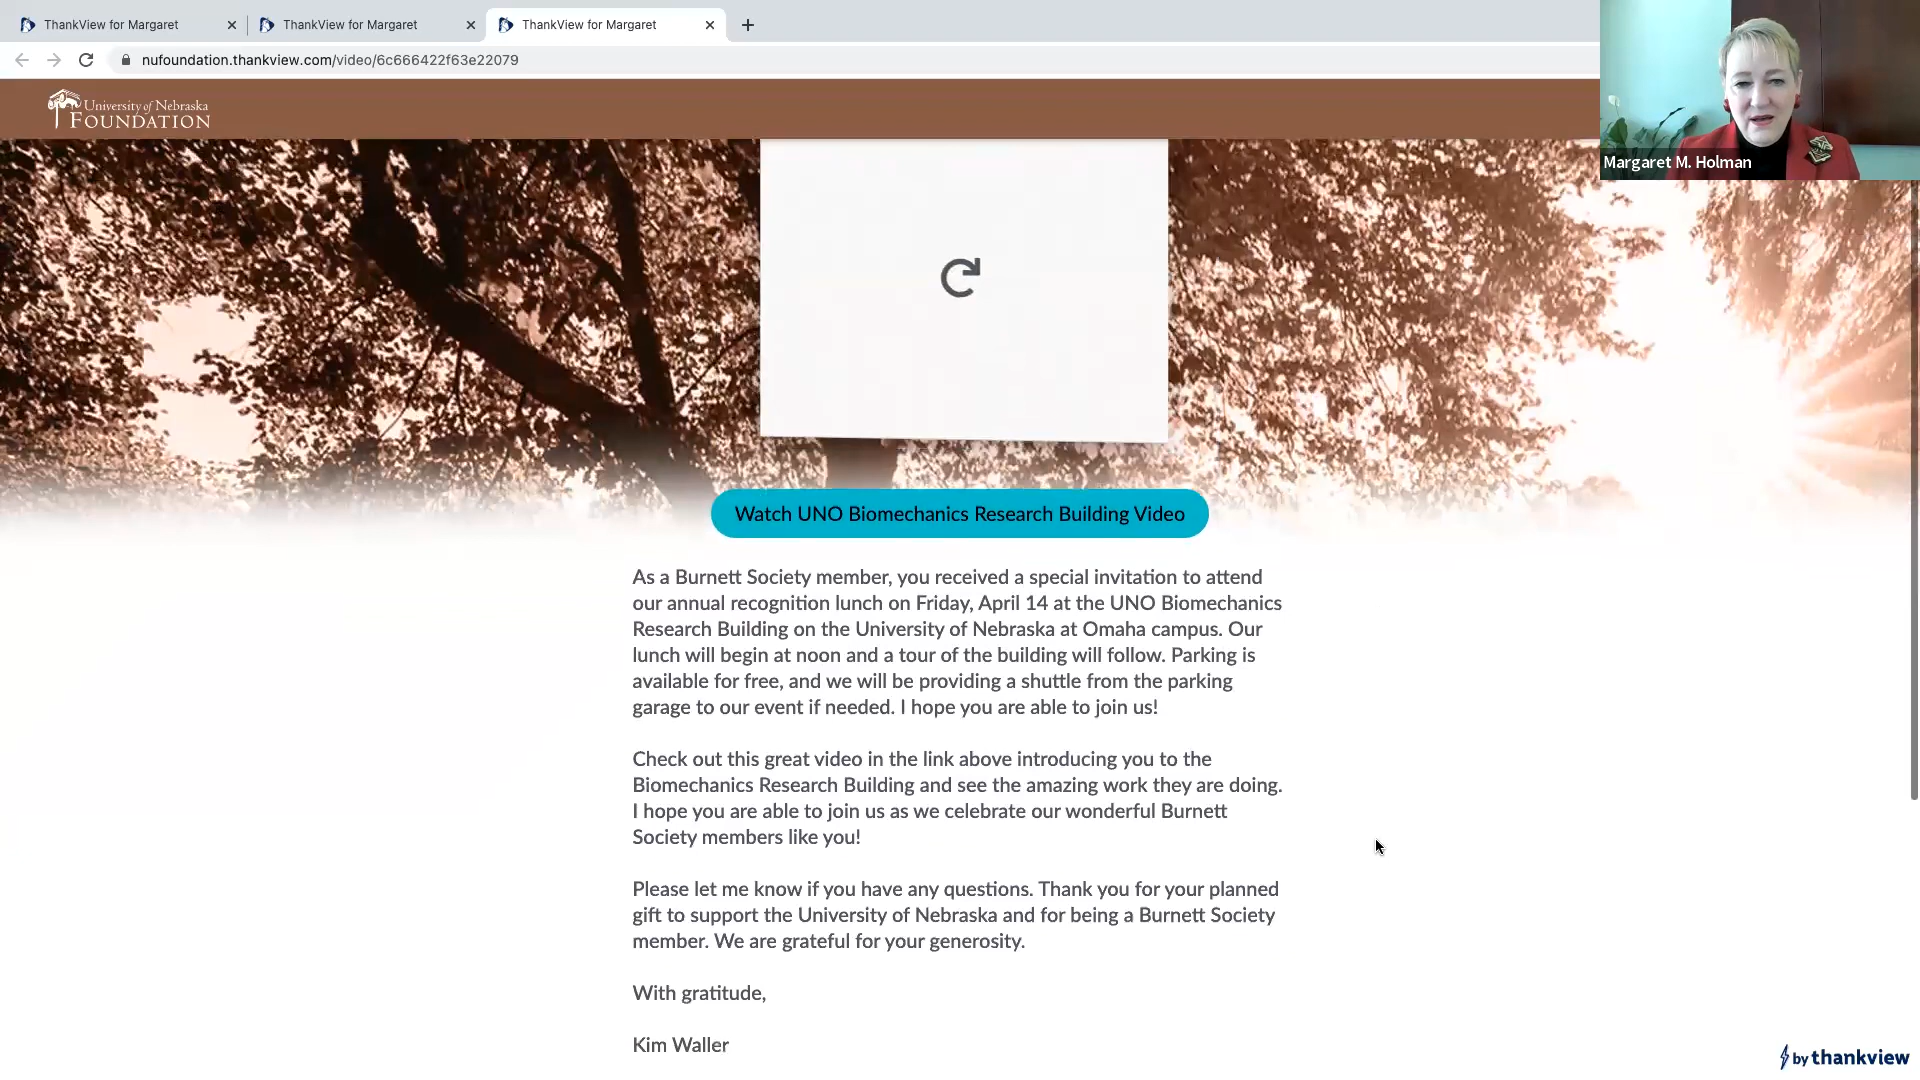 ThankView for Margaret
ThankView for Margaret
ThankView for Margaret
nufoundation.thankview.com/video/6c666422f63e22079
University of Nebraska
FOUNDATION
Margaret M. Holman
Watch UNO Biomechanics Research Building Video
As a Burnett Society member, you received a special invitation to attend
our annual recognition lunch on Friday, April 14 at the UNO Biomechanics
Research Building on the University of Nebraska at Omaha campus. Our
lunch will begin at noon and a tour of the building will follow. Parking is
available for free, and we will be providing a shuttle from the parking
garage to our event if needed. I hope you are able to join us!
Check out this great video in the link above introducing you to the
Biomechanics Research Building and see the amazing work they are doing.
I hope you are able to join us as we celebrate our wonderful Burnett
Society members like you!
Please let me know if you have any questions. Thank you for your planned
gift to support the University of Nebraska and for being a Burnett Society
member. We are grateful for your generosity.
With gratitude,
Kim Waller
by thankview